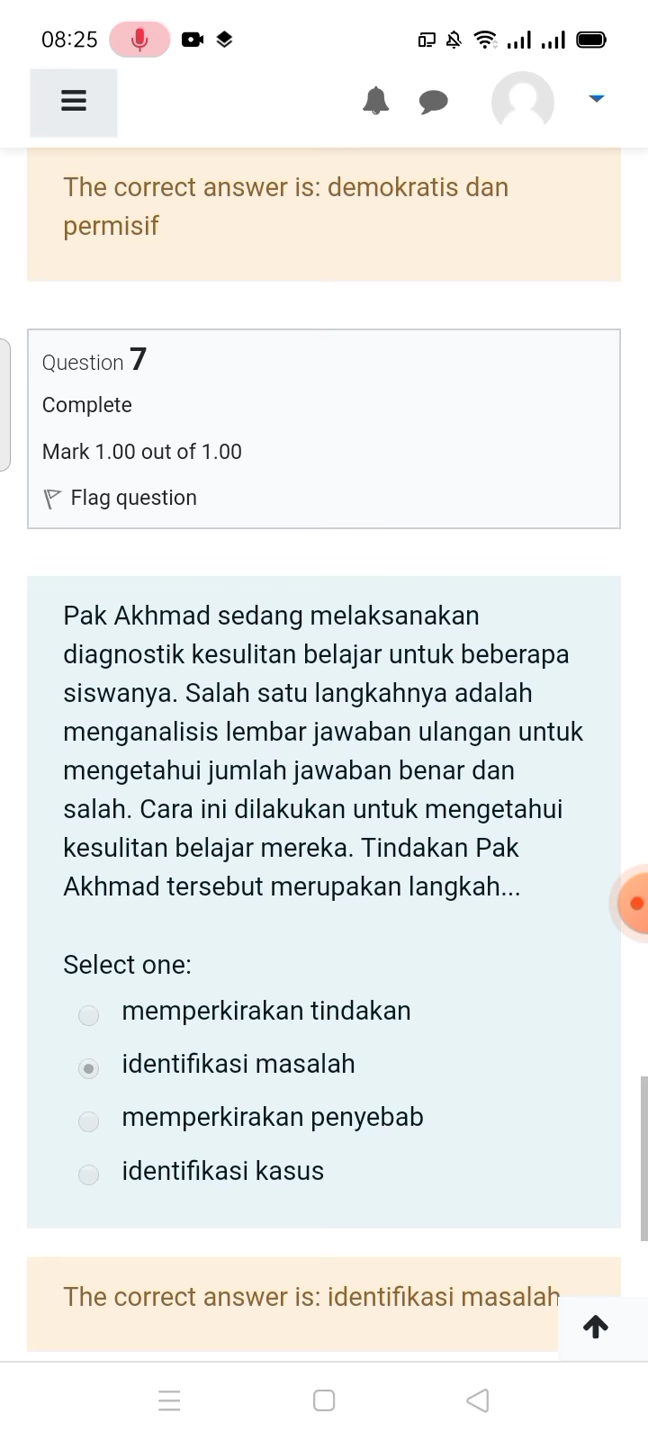 08:25
The correct answer is: demokratis dan
permisif
Question 7
Complete
Mark 1.00 out of 1.00
Flag question
Pak Akhmad sedang melaksanakan
diagnostik kesulitan belajar untuk beberapa
siswanya. Salah satu langkahnya adalah
menganalisis lembar jawaban ulangan untuk
mengetahui jumlah jawaban benar dan
salah. Cara ini dilakukan untuk mengetahui
kesulitan belajar mereka. Tindakan Pak
Akhmad tersebut merupakan langkah...
Select one:
memperkirakan tindakan
identifikasi masalah
memperkirakan penyebab
identifikasi kasus
The correct answer is: identifikasi masalah